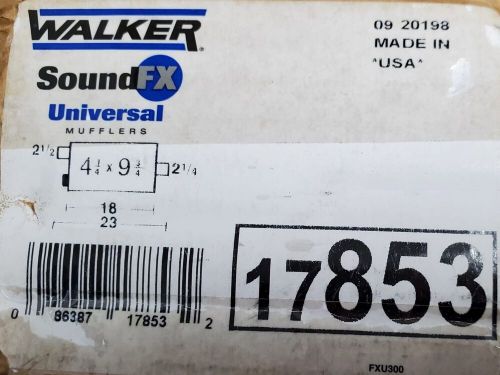 WALKER
SoundFX
Universal
MUFFLERS
09 20198
MADE IN
"USA"
2 1/2
4 1/4 x 9 3/4
2 1/4
18
23
17853
0 86387 17853 2
FXU300